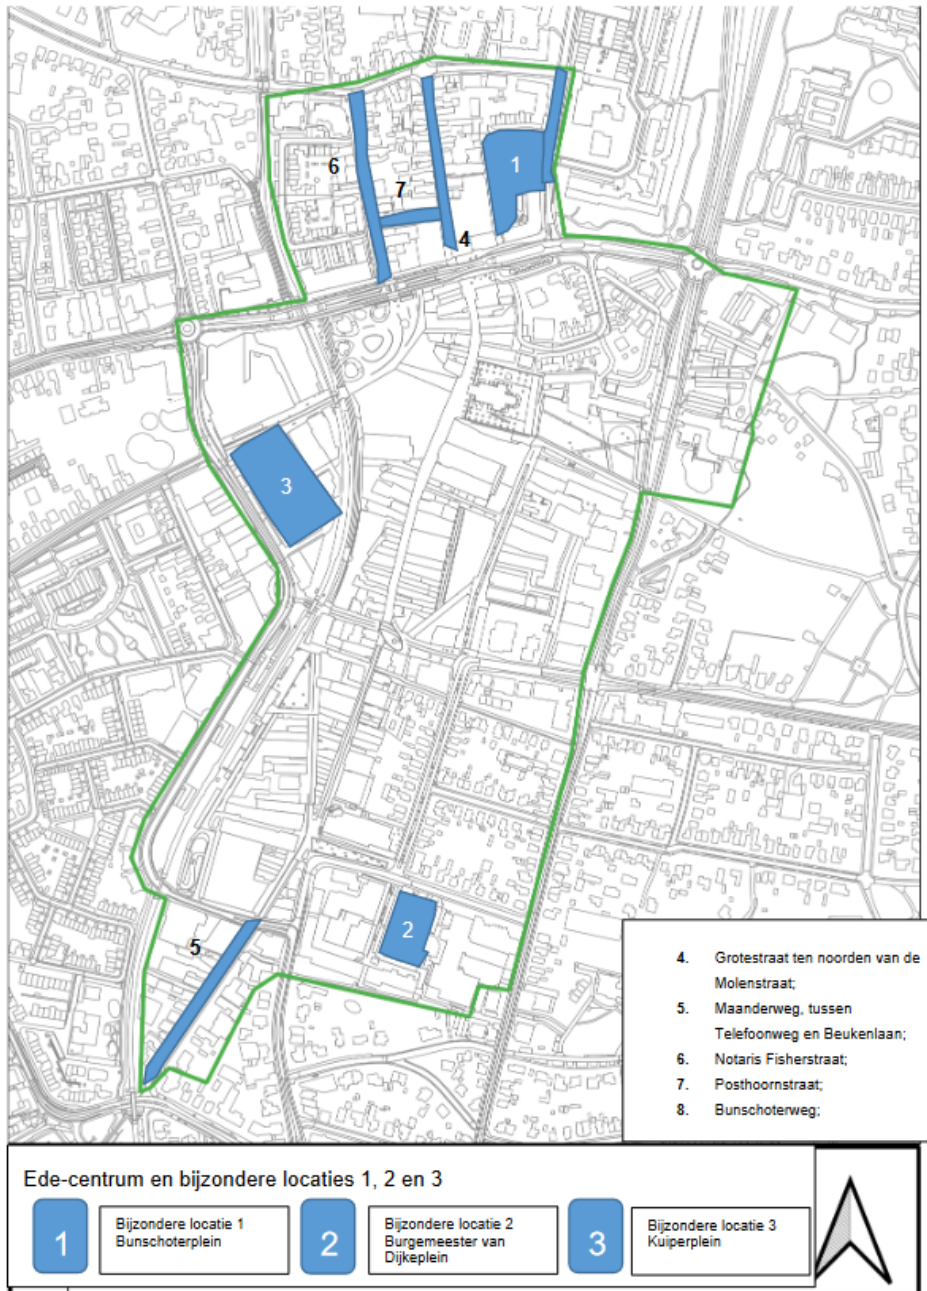 1
6
7
4
3
2
5
4. Grotestraat ten noorden van de
Molenstraat;
5. Maanderweg, tussen
Telefoonweg en Beukenlaan;
6. Notaris Fisherstraat;
7. Posthoornstraat;
8. Bunschoterweg;
Ede-centrum en bijzondere locaties 1, 2 en 3
1
Bijzondere locatie 1
Bunschoterplein
2
Bijzondere locatie 2
Burgemeester van
Dijkeplein
3
Bijzondere locatie 3
Kuiperplein